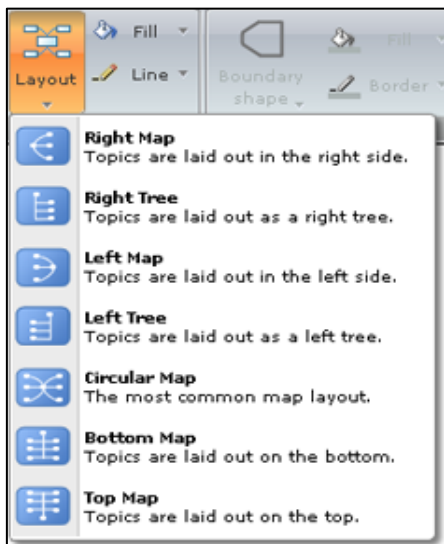 Layout
Fill
Line
Boundary
shape
Fill
Border
Right Map
Topics are laid out in the right side.
Right Tree
Topics are laid out as a right tree.
Left Map
Topics are laid out in the left side.
Left Tree
Topics are laid out as a left tree.
Circular Map
The most common map layout.
Bottom Map
Topics are laid out on the bottom.
Top Map
Topics are laid out on the top.